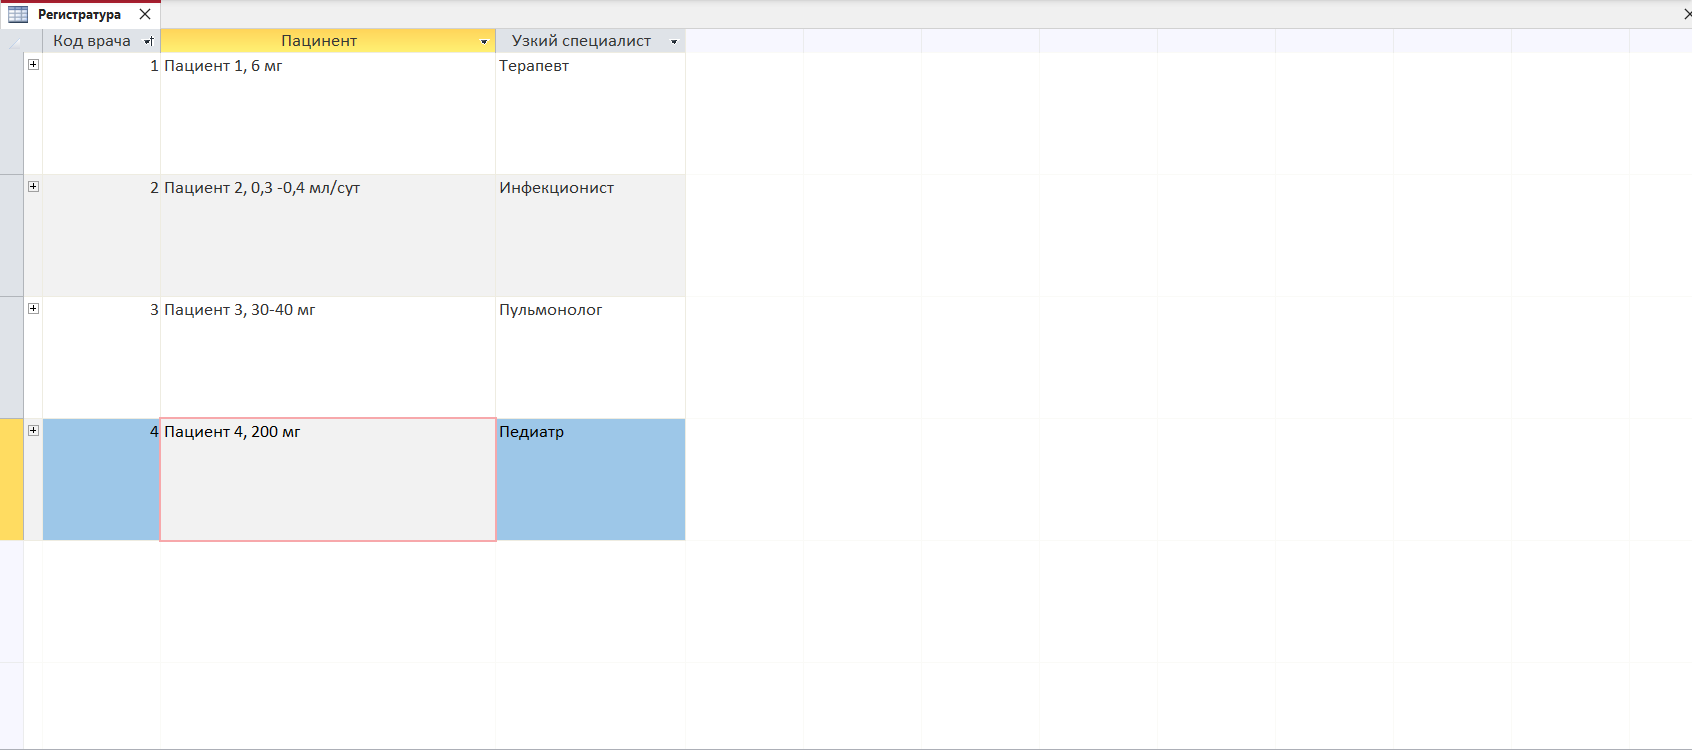 Регистратура
Код врача Пацинент Узкий специалист
1 Пациент 1, 6 мг Терапевт
2 Пациент 2, 0,3 -0,4 мл/сут Инфекционист
3 Пациент 3, 30-40 мг Пульмонолог
4 Пациент 4, 200 мг Педиатр